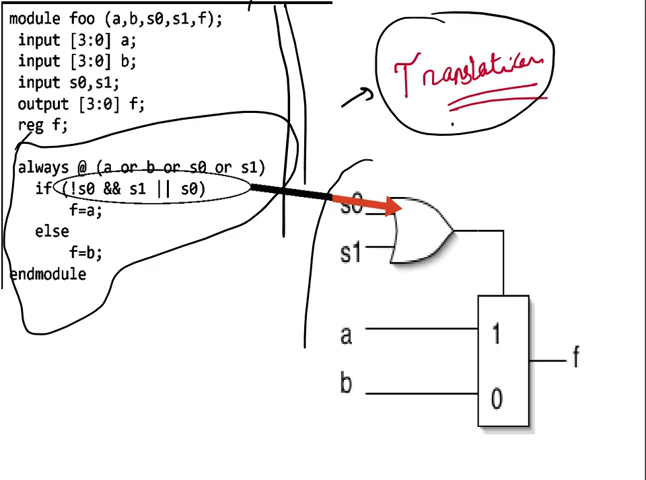 module foo (a,b,s0,s1,f);
input [3:0] a;
input [3:0] b;
input s0,s1;
output [3:0] f;
reg f;
always @ (a or b or s0 or s1)
if (!s0 && s1 || s0)
f=a;
else
f=b;
endmodule
Translation
s0
s1
a
1
f
b
0